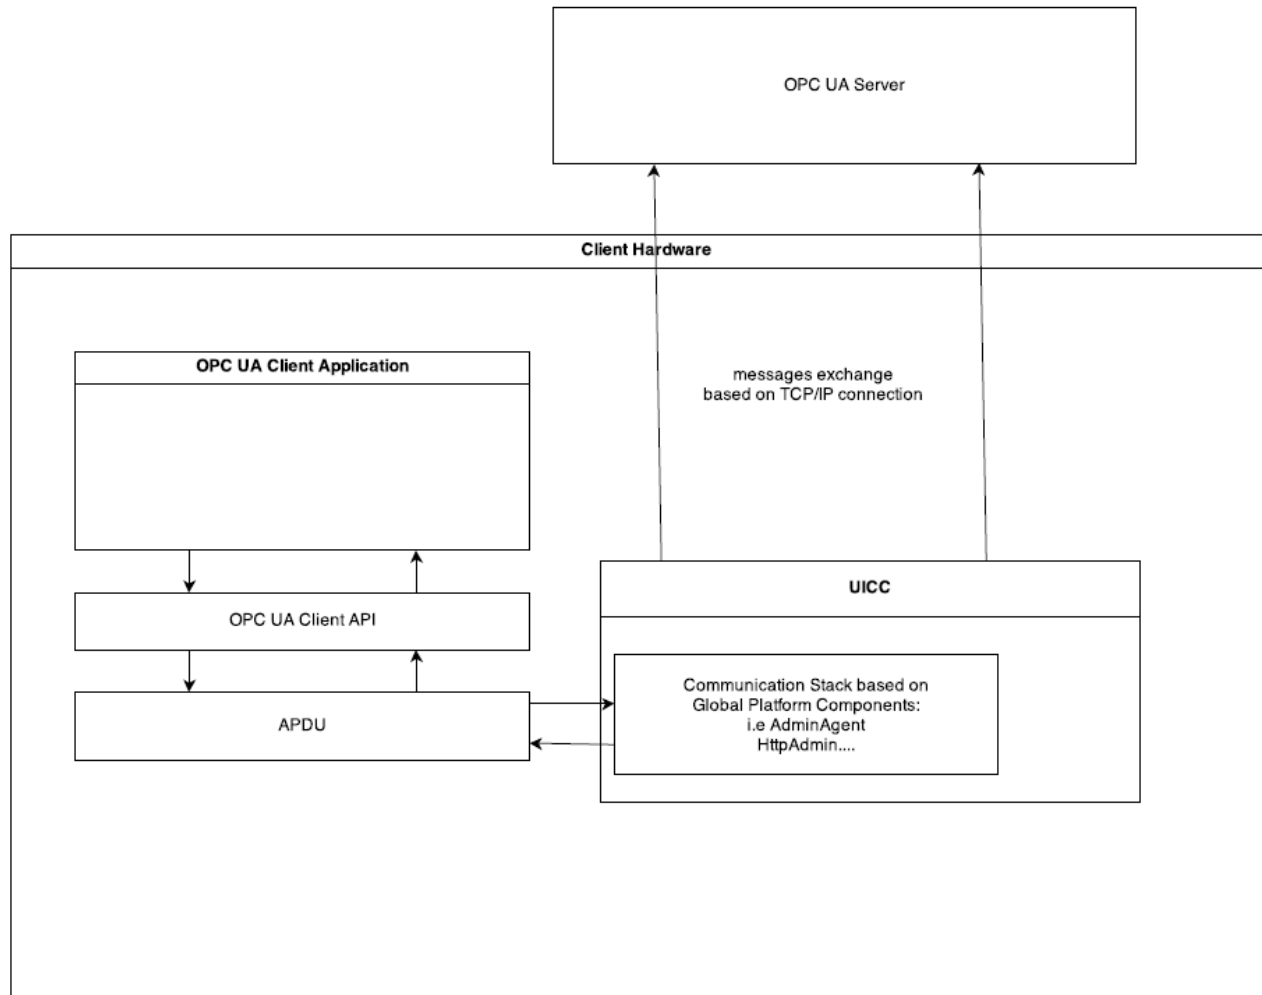 OPC UA Server
Client Hardware
OPC UA Client Application
messages exchange
based on TCP/IP connection
OPC UA Client API
UICC
APDU
Communication Stack based on
Global Platform Components:
i.e AdminAgent
HttpAdmin....